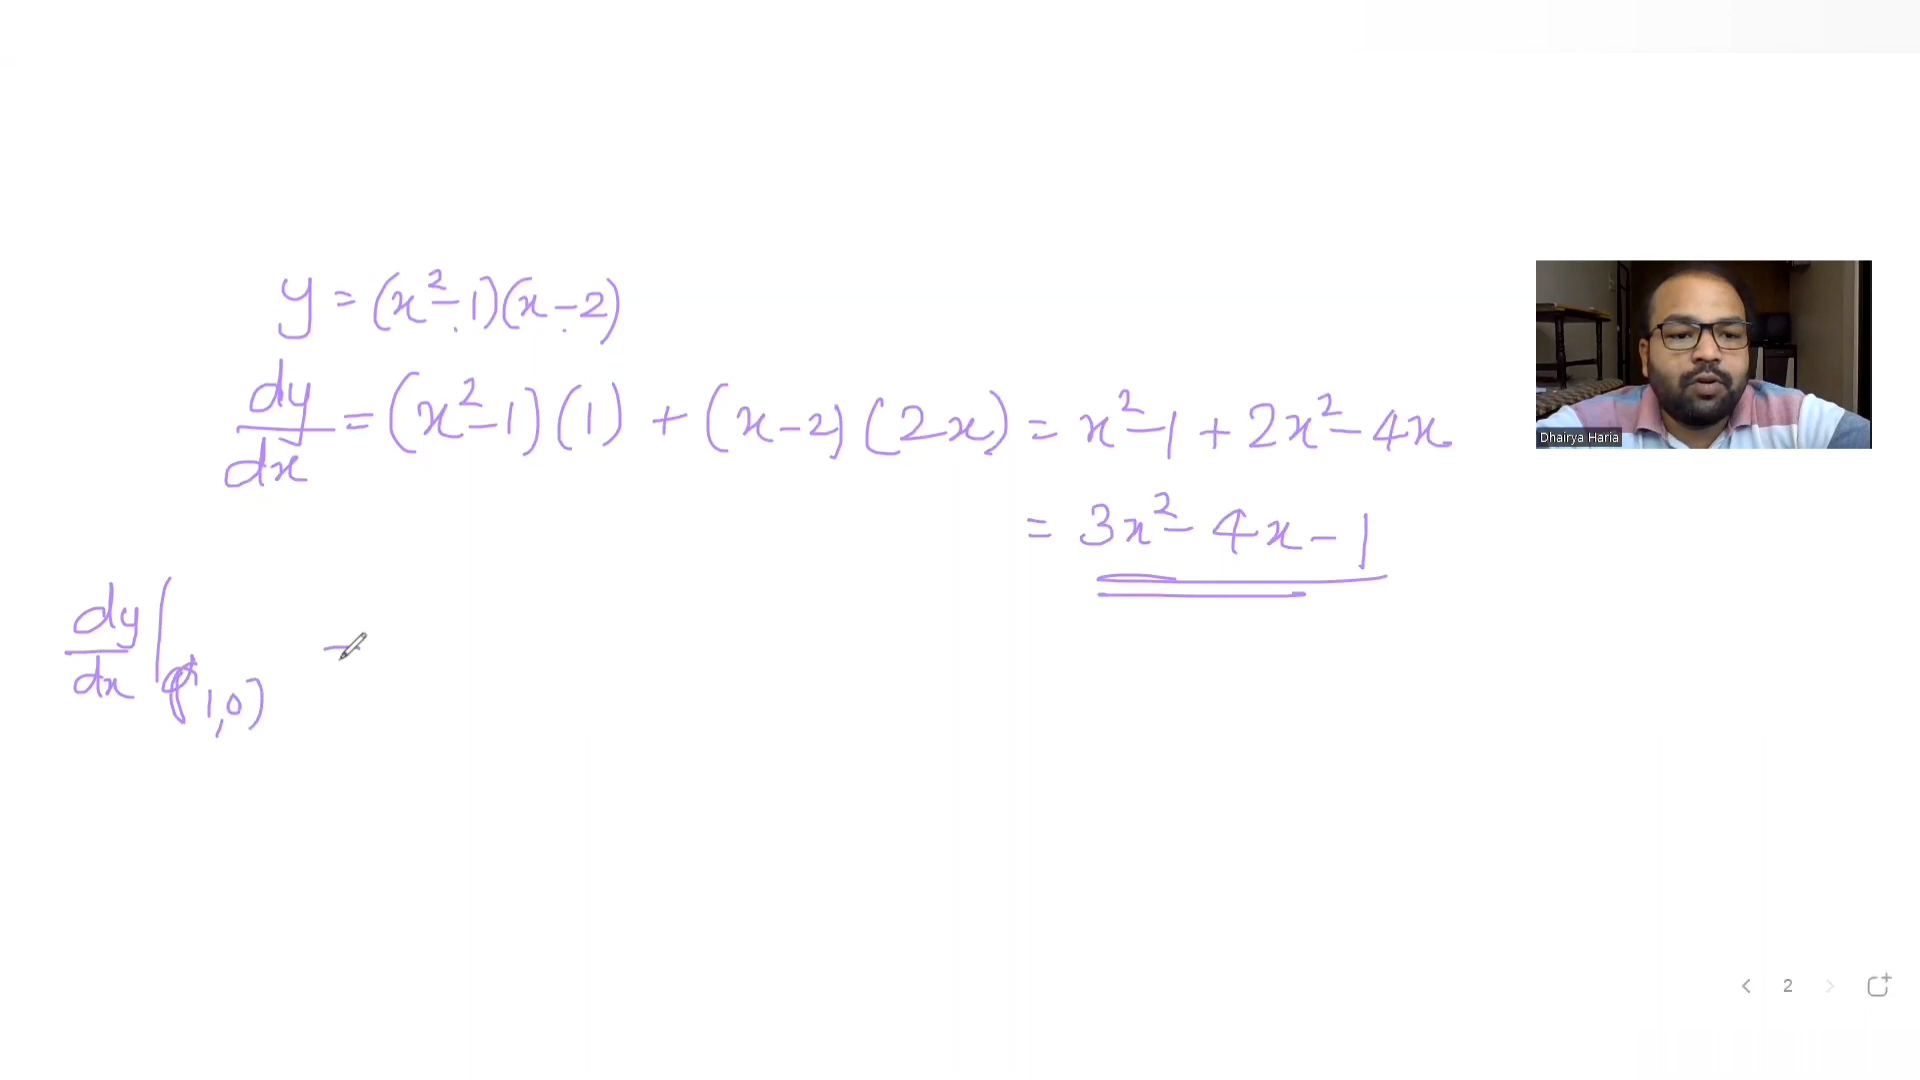 y = (x²-1)(x-2)
dy/dx = (x²-1)(1) + (x-2)(2x) = x²-1 + 2x²-4x
= 3x²-4x-1
Dhairya Haria
dy/dx | 1,0)
2